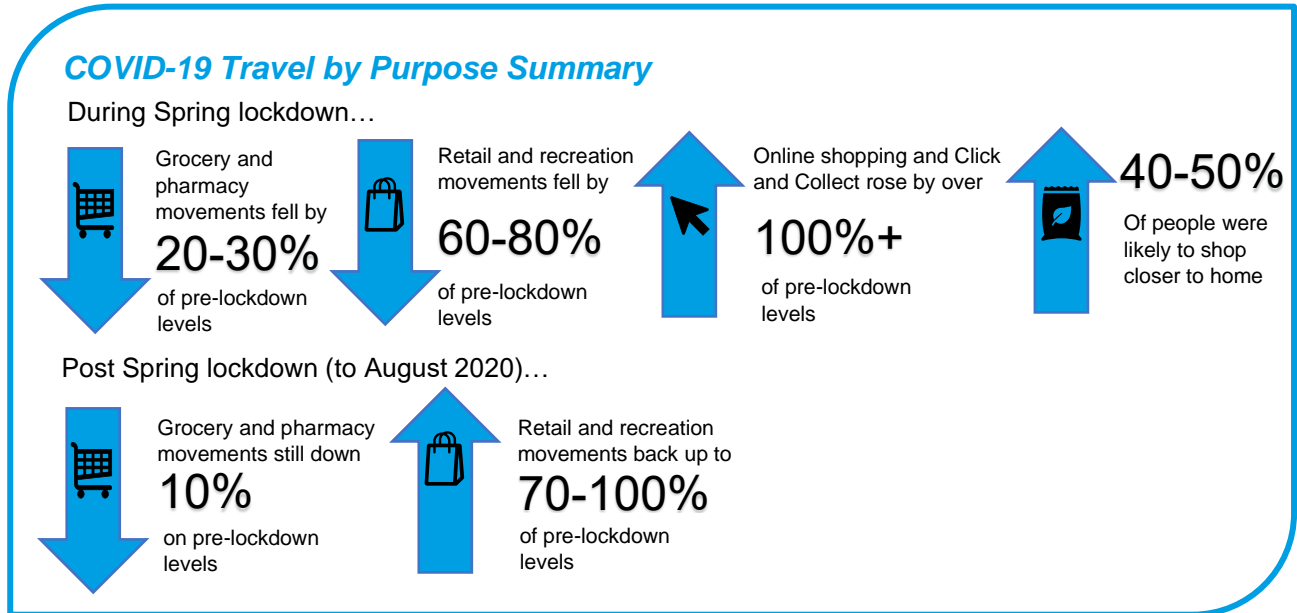 COVID-19 Travel by Purpose Summary
During Spring lockdown…
Grocery and
pharmacy
movements fell by
20-30%
of pre-lockdown
levels
Retail and recreation
movements fell by
60-80%
of pre-lockdown
levels
Online shopping and Click
and Collect rose by over
100%+
of pre-lockdown
levels
40-50%
Of people were
likely to shop
closer to home
Post Spring lockdown (to August 2020)…
Grocery and pharmacy
movements still down
10%
on pre-lockdown
levels
Retail and recreation
movements back up to
70-100%
of pre-lockdown
levels